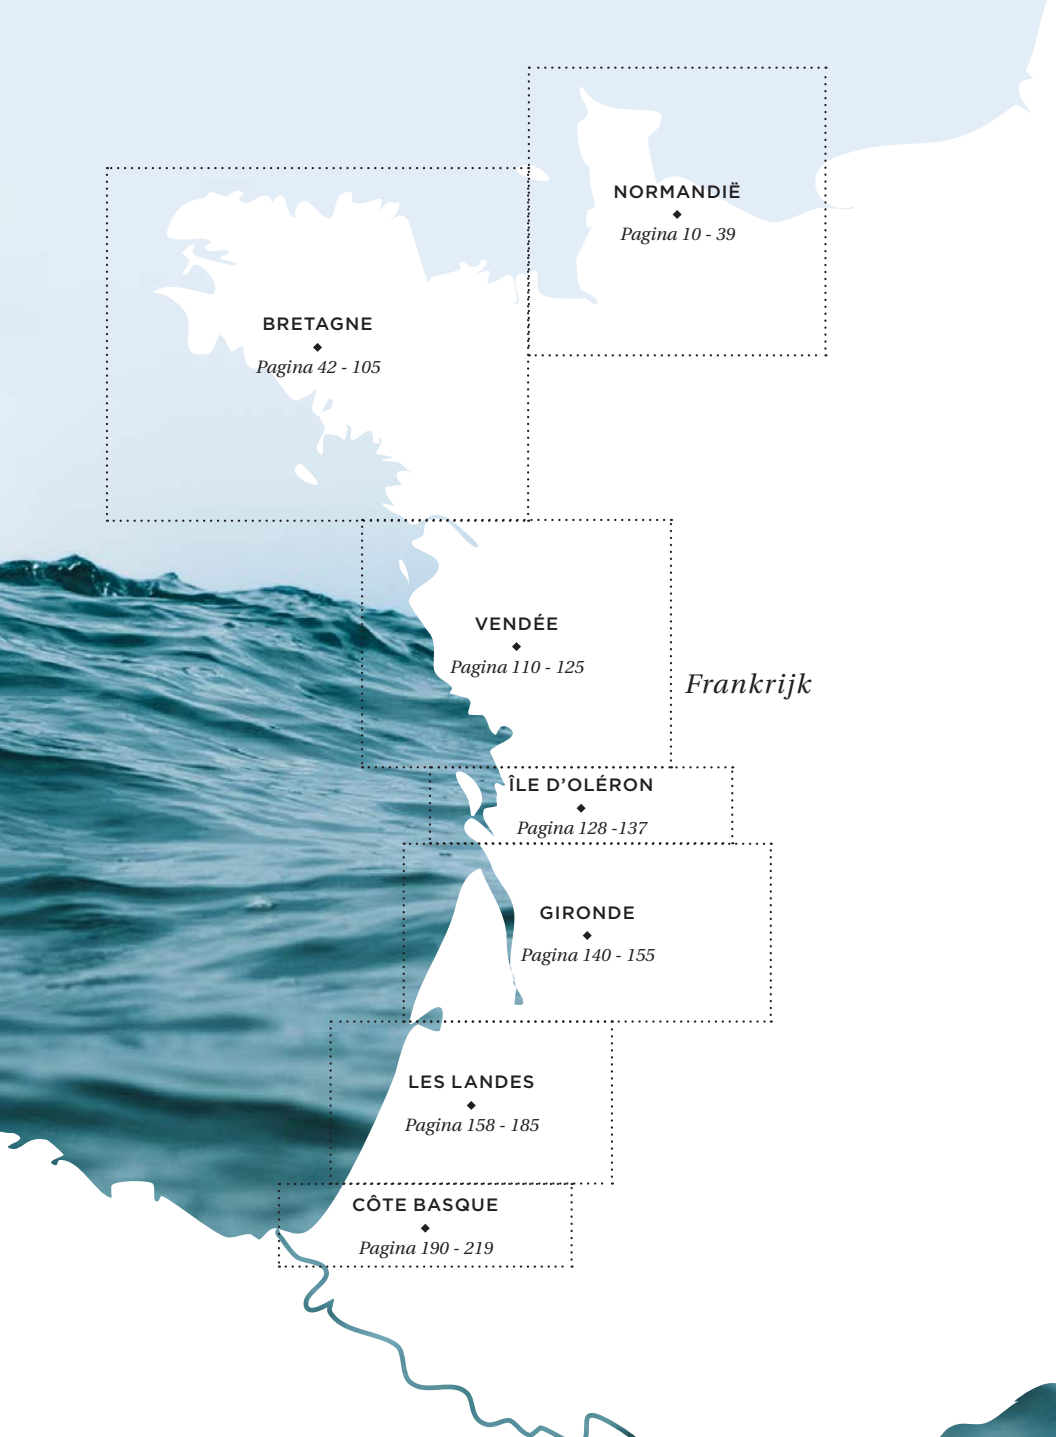 NORMANDIË
Pagina 10 - 39
BRETAGNE
Pagina 42 - 105
VENDÉE
Pagina 110 - 125
Frankrijk
ÎLE D’OLÉRON
Pagina 128 -137
GIRONDE
Pagina 140 - 155
LES LANDES
Pagina 158 - 185
CÔTE BASQUE
Pagina 190 - 219